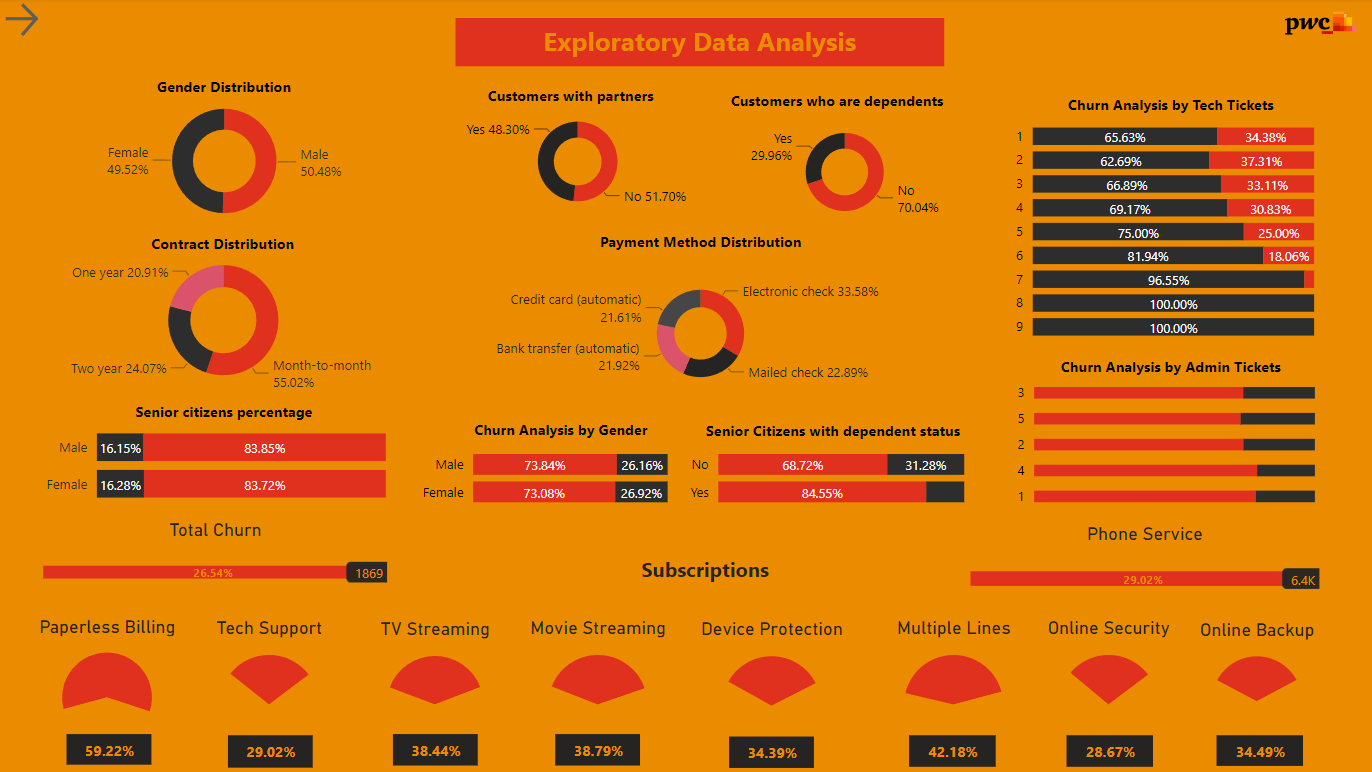 Exploratory Data Analysis
pwc
Gender Distribution
Female
49.52%
Male
50.48%
Customers with partners
Yes 48.30%
No 51.70%
Customers who are dependents
Yes
29.96%
No
70.04%
Churn Analysis by Tech Tickets
1 65.63% 34.38%
2 62.69% 37.31%
3 66.89% 33.11%
4 69.17% 30.83%
5 75.00% 25.00%
6 81.94% 18.06%
7 96.55%
8 100.00%
9 100.00%
Contract Distribution
One year 20.91%
Two year 24.07%
Month-to-month
55.02%
Payment Method Distribution
Credit card (automatic)
21.61%
Electronic check 33.58%
Bank transfer (automatic)
21.92%
Mailed check 22.89%
Churn Analysis by Admin Tickets
3
5
2
4
1
Senior citizens percentage
Male 16.15% 83.85%
Female 16.28% 83.72%
Churn Analysis by Gender
Male 73.84% 26.16%
Female 73.08% 26.92%
Senior Citizens with dependent status
No 68.72% 31.28%
Yes 84.55%
Total Churn
26.54% 1869
Subscriptions
Phone Service
29.02% 6.4K
Paperless Billing
59.22%
Tech Support
29.02%
TV Streaming
38.44%
Movie Streaming
38.79%
Device Protection
34.39%
Multiple Lines
42.18%
Online Security
28.67%
Online Backup
34.49%